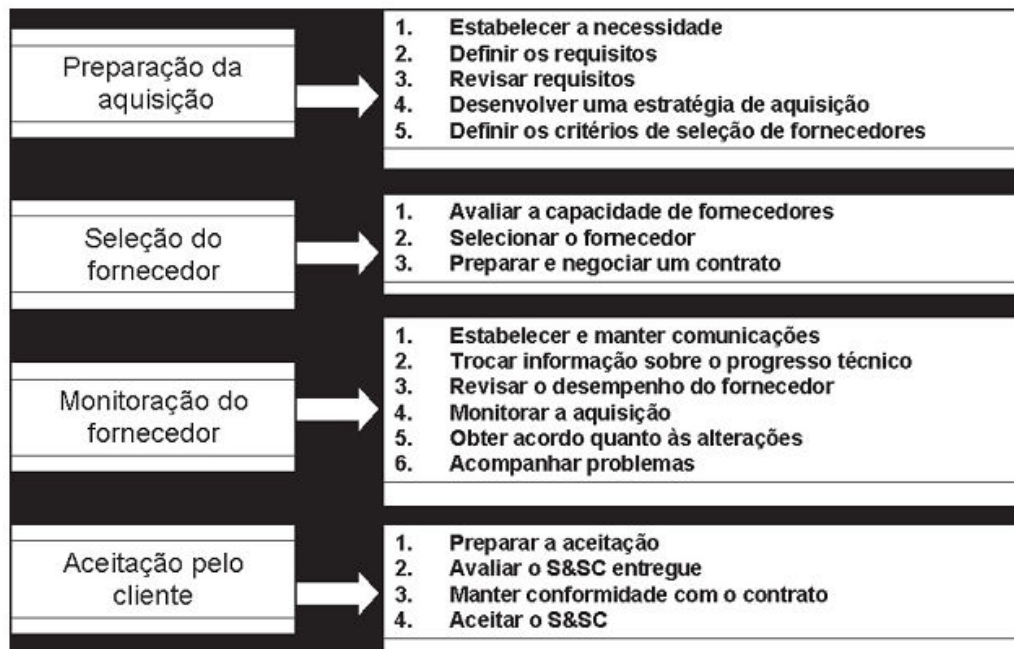 Preparação da
aquisição
1. Estabelecer a necessidade
2. Definir os requisitos
3. Revisar requisitos
4. Desenvolver uma estratégia de aquisição
5. Definir os critérios de seleção de fornecedores
Seleção do
fornecedor
1. Avaliar a capacidade de fornecedores
2. Selecionar o fornecedor
3. Preparar e negociar um contrato
Monitoração do
fornecedor
1. Estabelecer e manter comunicações
2. Trocar informação sobre o progresso técnico
3. Revisar o desempenho do fornecedor
4. Monitorar a aquisição
5. Obter acordo quanto às alterações
6. Acompanhar problemas
Aceitação pelo
cliente
1. Preparar a aceitação
2. Avaliar o S&SC entregue
3. Manter conformidade com o contrato
4. Aceitar o S&SC